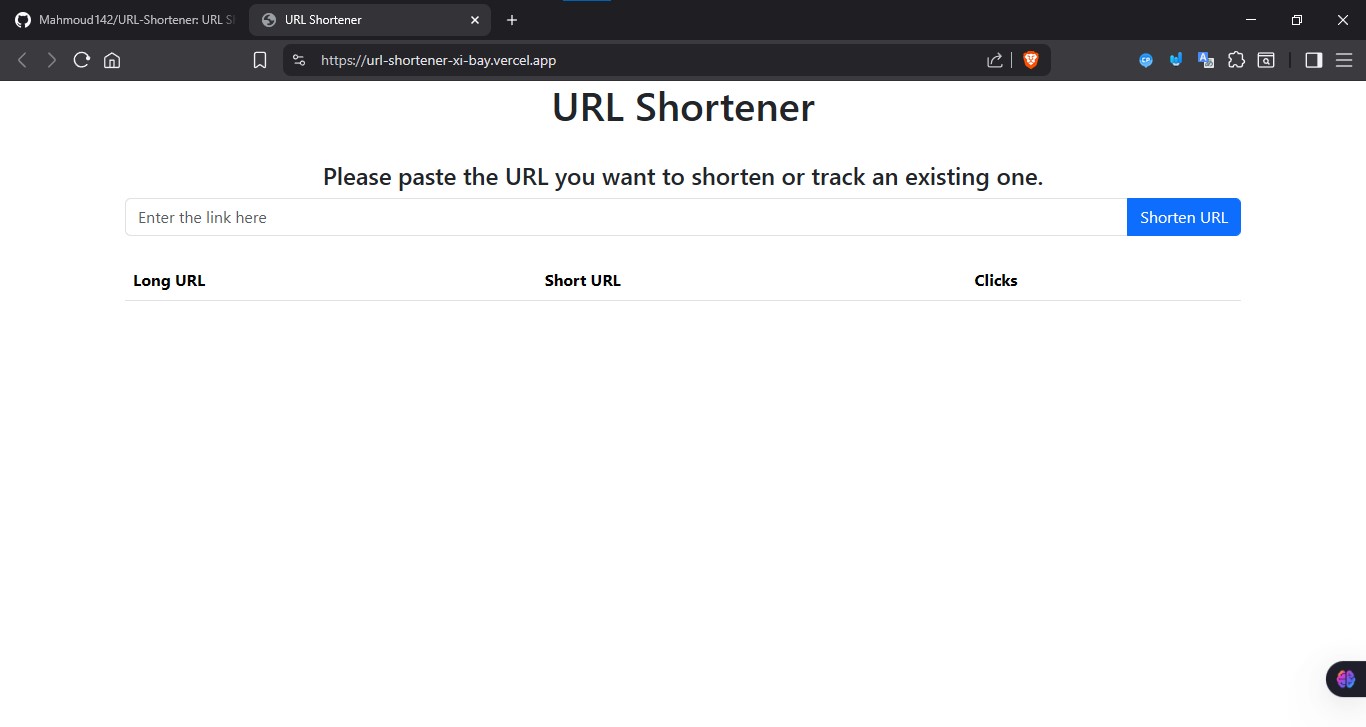 Mahmoud142/URL-Shortener: URL S
URL Shortener
https://url-shortener-xi-bay.vercel.app
URL Shortener
Please paste the URL you want to shorten or track an existing one.
Enter the link here
Shorten URL
Long URL
Short URL
Clicks